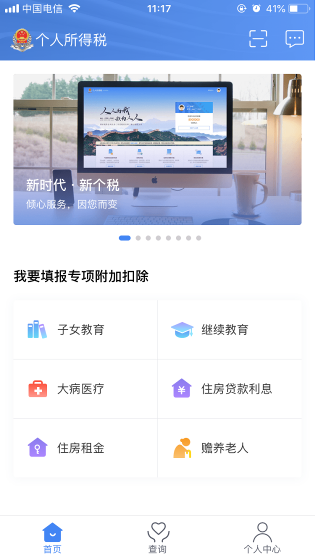 中国电信 11:17 41%
个人所得税
新时代 · 新个税
倾心服务，因您而变
我要填报专项附加扣除
子女教育 继续教育
大病医疗 住房贷款利息
住房租金 赡养老人
首页 查询 个人中心